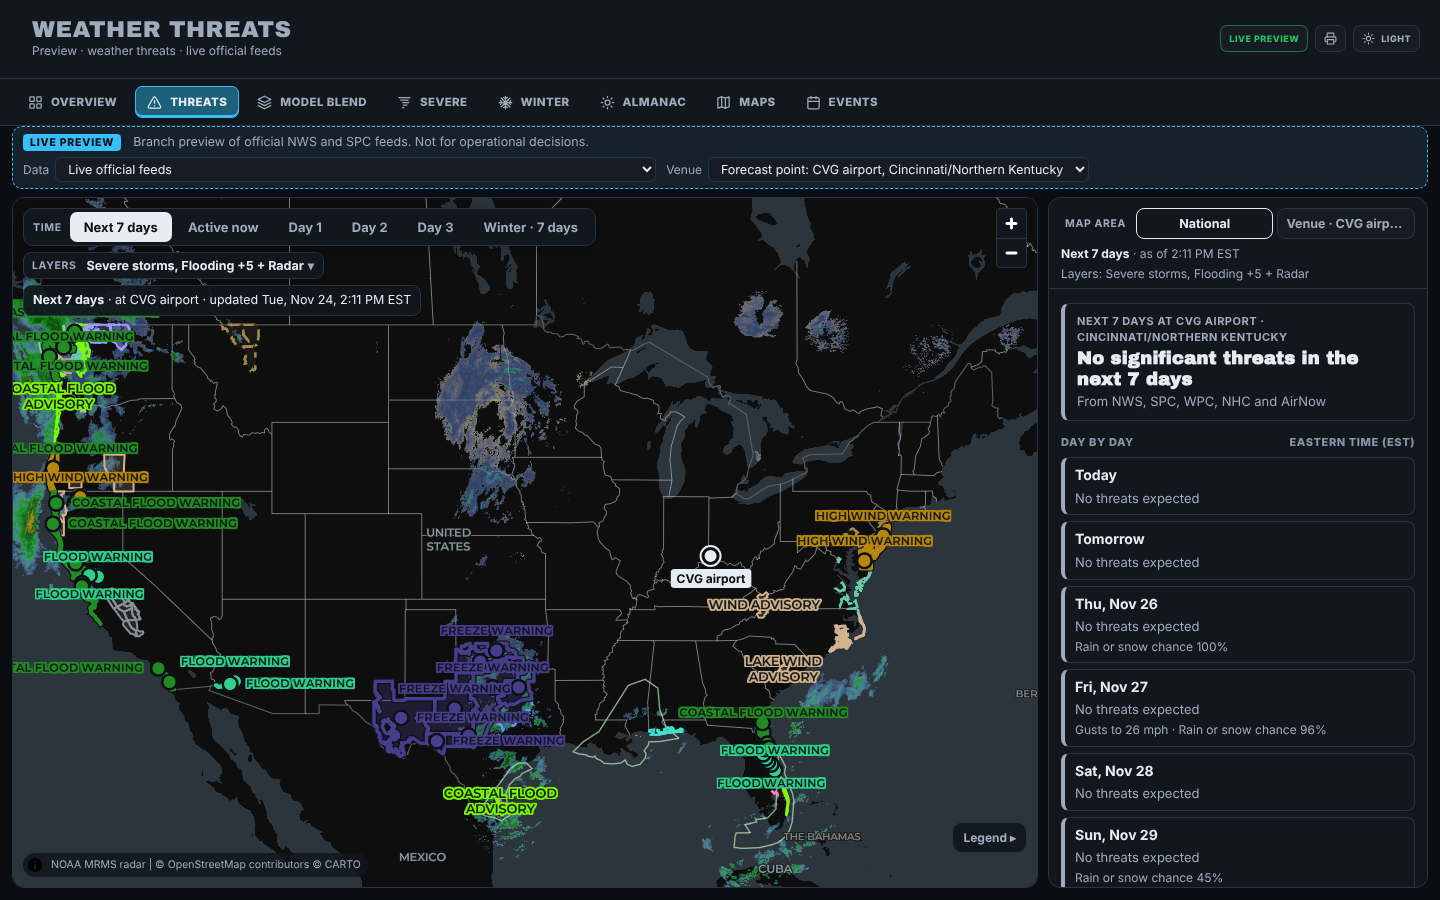 WEATHER THREATS
Preview · weather threats · live official feeds
LIVE PREVIEW
LIGHT
OVERVIEW
THREATS
MODEL BLEND
SEVERE
WINTER
ALMANAC
MAPS
EVENTS
LIVE PREVIEW Branch preview of official NWS and SPC feeds. Not for operational decisions.
Data Live official feeds Venue Forecast point: CVG airport, Cincinnati/Northern Kentucky
TIME Next 7 days Active now Day 1 Day 2 Day 3 Winter · 7 days
LAYERS Severe storms, Flooding +5 + Radar ▾
Next 7 days · at CVG airport · updated Tue, Nov 24, 2:11 PM EST
+
−
L FLOOD WARNING
TAL FLOOD WARNING
OASTAL FLOOD
ADVISORY
AL FLOOD WARNING
HIGH WIND WARNING
COASTAL FLOOD WARNING
COASTAL FLOOD WARNING
FLOOD WARNING
FLOOD WARNING
TAL FLOOD WARNING
FLOOD WARNING
FLOOD WARNING
UNITED
STATES
HIGH WIND WARNING
HIGH WIND WARNING
CVG airport
WIND ADVISORY
FREEZE WARNING
FREEZE WARNING
FREEZE WARNING
FREEZE WARNING
FREEZE WARNING
LAKE WIND
ADVISORY
BER
COASTAL FLOOD WARNING
FLOOD WARNING
FLOOD WARNING
COASTAL FLOOD
ADVISORY
THE BAHAMAS
MEXICO
CUBA
Legend ▸
NOAA MRMS radar | © OpenStreetMap contributors © CARTO
MAP AREA National Venue · CVG airp...
Next 7 days · as of 2:11 PM EST
Layers: Severe storms, Flooding +5 + Radar
NEXT 7 DAYS AT CVG AIRPORT ·
CINCINNATI/NORTHERN KENTUCKY
No significant threats in the
next 7 days
From NWS, SPC, WPC, NHC and AirNow
DAY BY DAY EASTERN TIME (EST)
Today
No threats expected
Tomorrow
No threats expected
Thu, Nov 26
No threats expected
Rain or snow chance 100%
Fri, Nov 27
No threats expected
Gusts to 26 mph · Rain or snow chance 96%
Sat, Nov 28
No threats expected
Sun, Nov 29
No threats expected
Rain or snow chance 45%